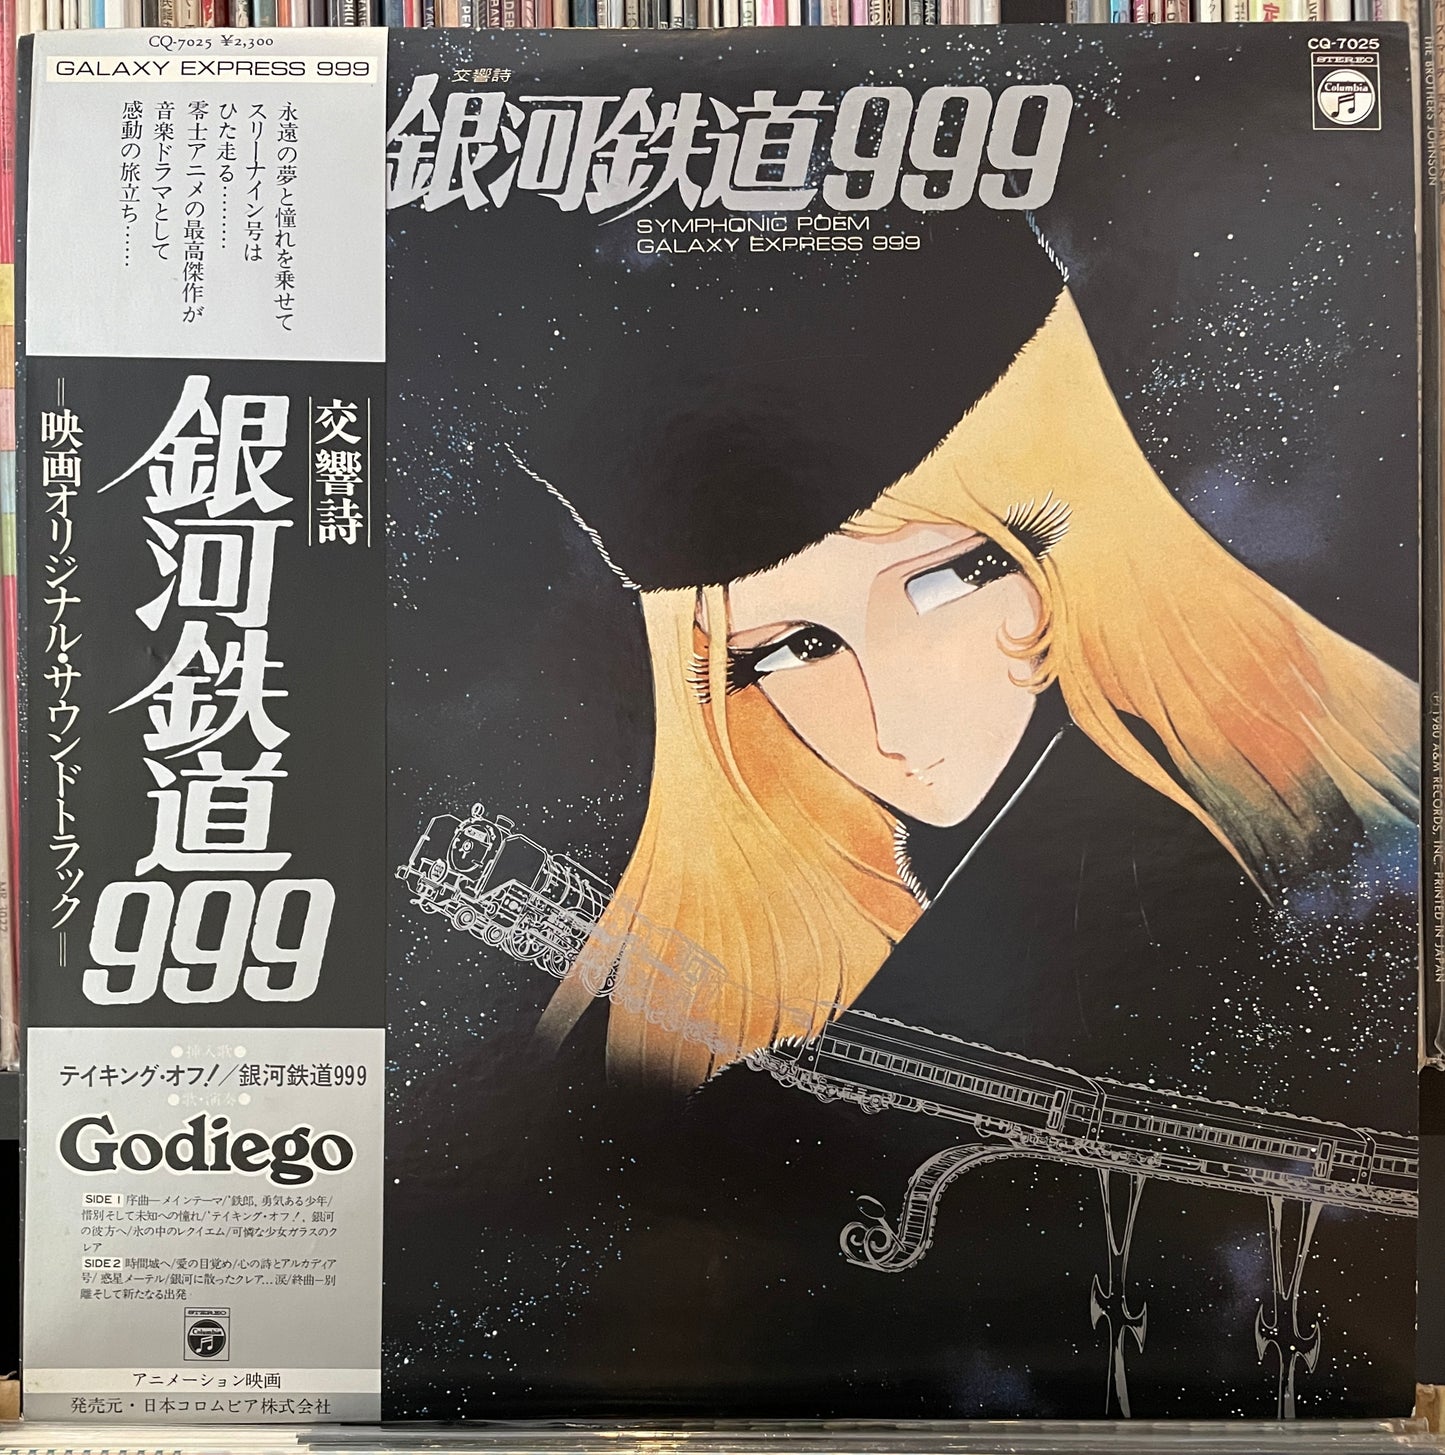 CQ-7025 ¥2,300
GALAXY EXPRESS 999
永遠の夢と憧れを乗せて
スリーナイン号は
ひた走る………
零士アニメの最高傑作が
音楽ドラマとして
感動の旅立ち……
交響詩
銀河鉄道999
=映画オリジナル・サウンドトラック=
●挿入歌●
テイキング・オフ!/銀河鉄道999
●歌・演奏●
Godiego
SIDE 1 序曲―メインテーマ/鉄郎,勇気ある少年/
惜別そして未知への憧れ/テイキング・オフ!,銀河
の彼方へ/氷の中のレクイエム/可憐な少女ガラスのク
レア
SIDE 2 時間城へ/愛の目覚め/心の詩とアルカディア
号/惑星メーテル/銀河に散ったクレア…涙/終曲―別
離そして新たなる出発
STEREO
Columbia
アニメーション映画
発売元・日本コロムビア株式会社
交響詩
銀河鉄道999
SYMPHONIC POEM
GALAXY EXPRESS 999
CQ-7025
STEREO
Columbia
THE BROTHERS JOHNSON
℗ 1980 A&M RECORDS, INC. PRINTED IN JAPAN